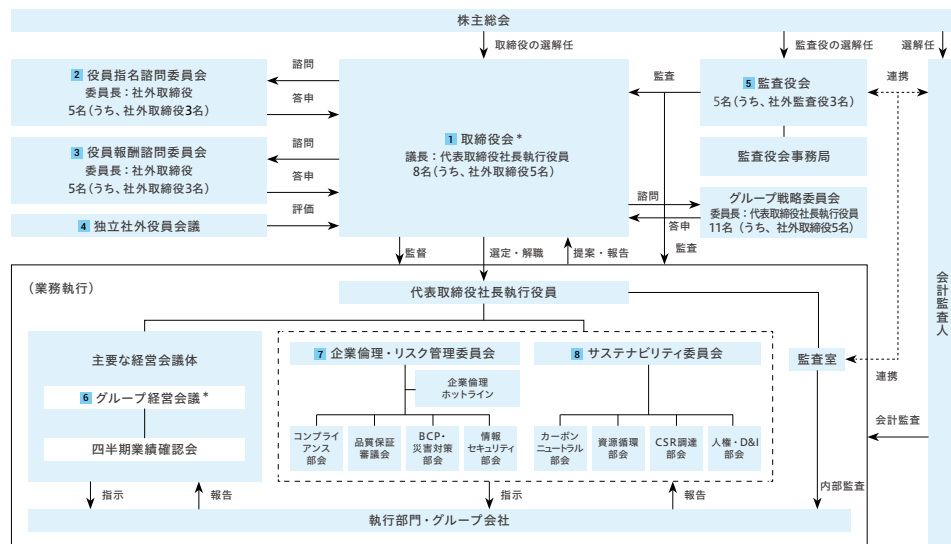 株主総会
取締役の選解任
監査役の選解任
選解任
2 役員指名諮問委員会
委員長：社外取締役
5名(うち、社外取締役3名)
諮問
答申
3 役員報酬諮問委員会
委員長：社外取締役
5名(うち、社外取締役3名)
諮問
答申
4 独立社外役員会議
評価
1 取締役会*
議長：代表取締役社長執行役員
8名(うち、社外取締役5名)
監査
5 監査役会
5名(うち、社外監査役3名)
監査役会事務局
連携
諮問
答申
グループ戦略委員会
委員長：代表取締役社長執行役員
11名（うち、社外取締役5名）
監督
選定・解職
提案・報告
監査
会計監査人
（業務執行）
代表取締役社長執行役員
主要な経営会議体
6 グループ経営会議*
四半期業績確認会
7 企業倫理・リスク管理委員会
企業倫理
ホットライン
コンプライ
アンス
部会
品質保証
審議会
BCP・
災害対策
部会
情報
セキュリティ
部会
8 サステナビリティ委員会
カーボン
ニュートラル
部会
資源循環
部会
CSR調達
部会
人権・D&I
部会
監査室
連携
会計監査
内部監査
指示
報告
指示
報告
執行部門・グループ会社